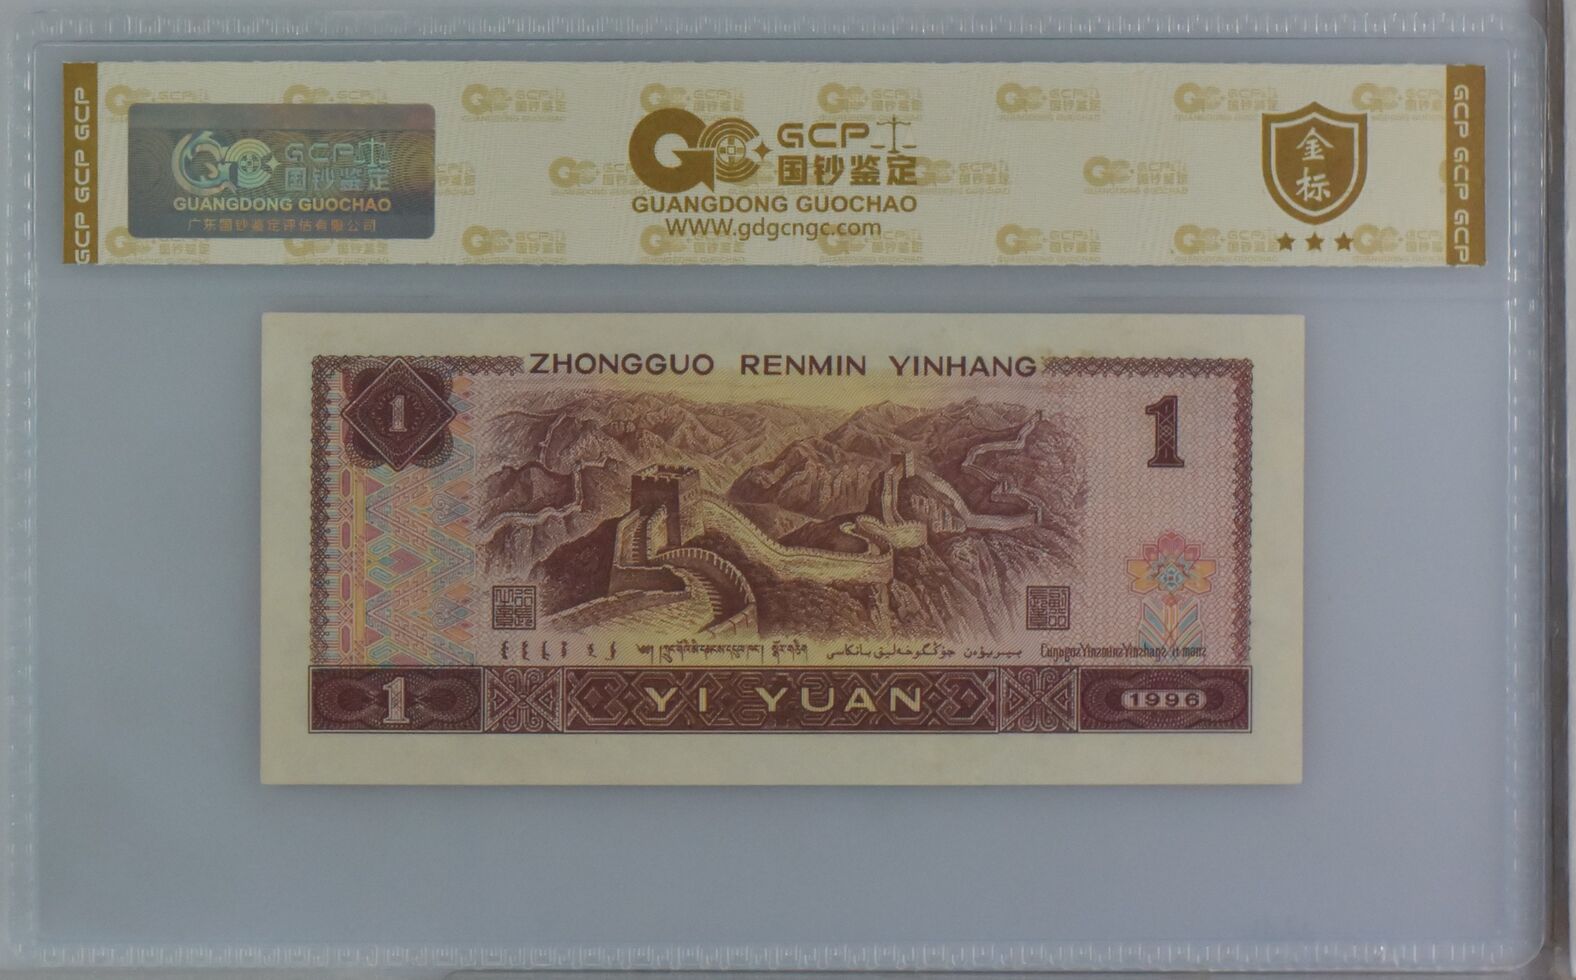 GCP GCP GCP
GCP
国钞鉴定
GUANGDONG GUOCHAO
广东国钞鉴定评估有限公司
GCP
国钞鉴定
GUANGDONG GUOCHAO
WWW.gdgcngc.com
金
标
GCP GCP GCP
ZHONGGUO RENMIN YINHANG
1
1
1
YI YUAN
1996